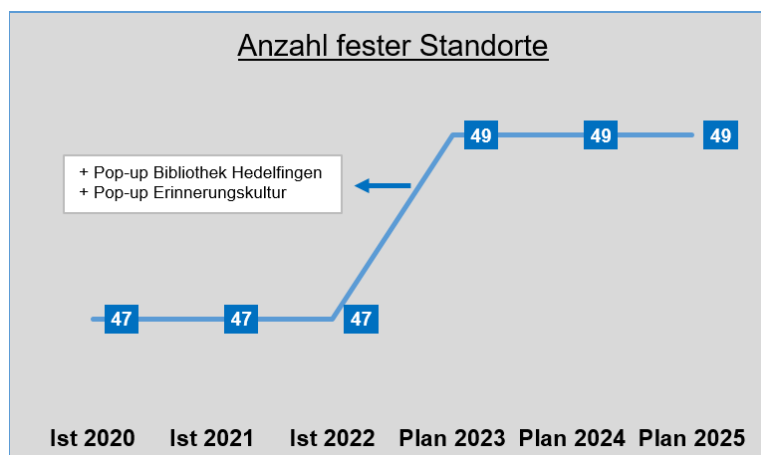 Anzahl fester Standorte
49 49 49
+ Pop-up Bibliothek Hedelfingen
+ Pop-up Erinnerungskultur
47 47 47
Ist 2020 Ist 2021 Ist 2022 Plan 2023 Plan 2024 Plan 2025